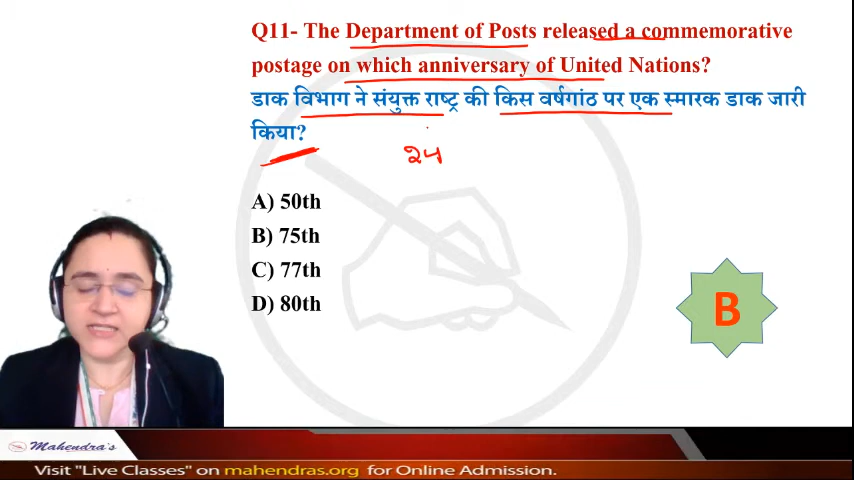 Q11- The Department of Posts released a commemorative
postage on which anniversary of United Nations?
डाक विभाग ने संयुक्त राष्ट्र की किस वर्षगांठ पर एक स्मारक डाक जारी
किया?
24
A) 50th
B) 75th
C) 77th
D) 80th
B
Mahendra's
Visit "Live Classes" on mahendras.org for Online Admission.